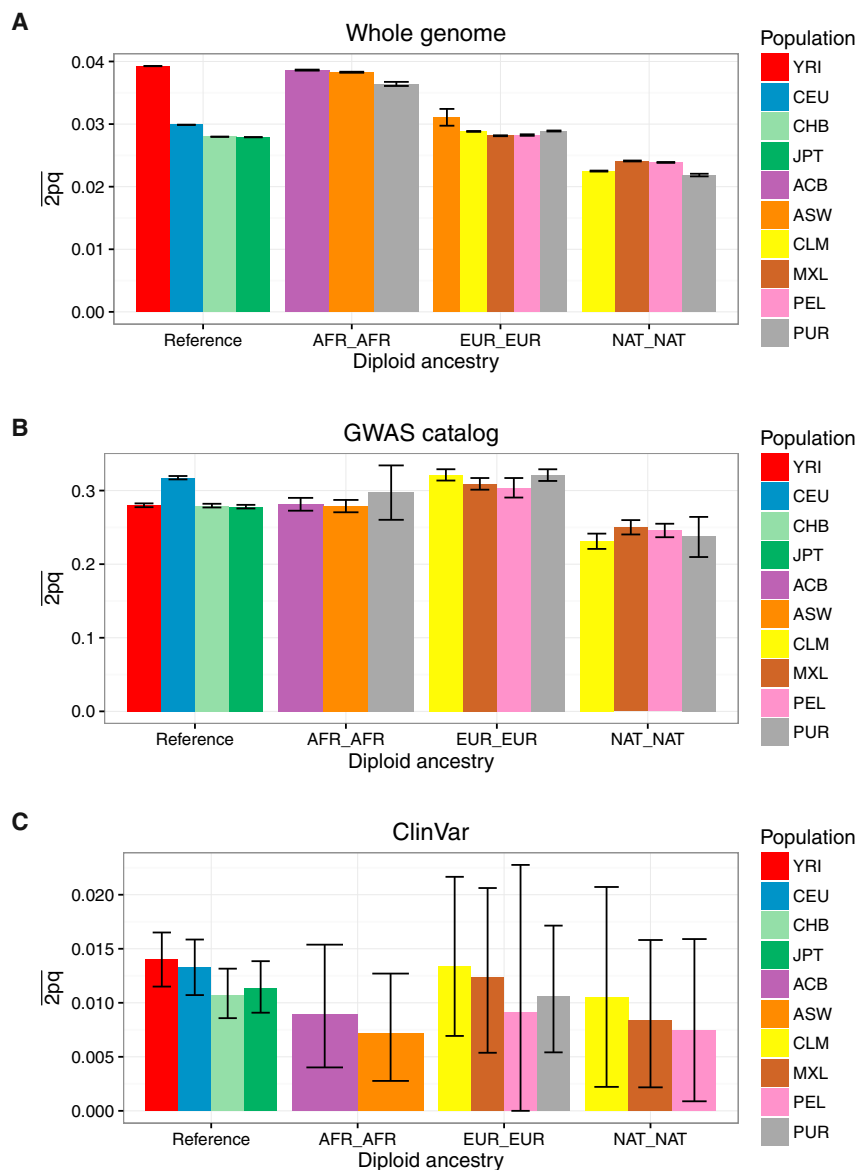 A
Whole genome
0.04
0.03
0.02
0.01
0.00
2pq
Reference AFR_AFR EUR_EUR NAT_NAT
Diploid ancestry
Population
YRI
CEU
CHB
JPT
ACB
ASW
CLM
MXL
PEL
PUR
B
GWAS catalog
0.3
0.2
0.1
0.0
2pq
Reference AFR_AFR EUR_EUR NAT_NAT
Diploid ancestry
Population
YRI
CEU
CHB
JPT
ACB
ASW
CLM
MXL
PEL
PUR
C
ClinVar
0.020
0.015
0.010
0.005
0.000
2pq
Reference AFR_AFR EUR_EUR NAT_NAT
Diploid ancestry
Population
YRI
CEU
CHB
JPT
ACB
ASW
CLM
MXL
PEL
PUR